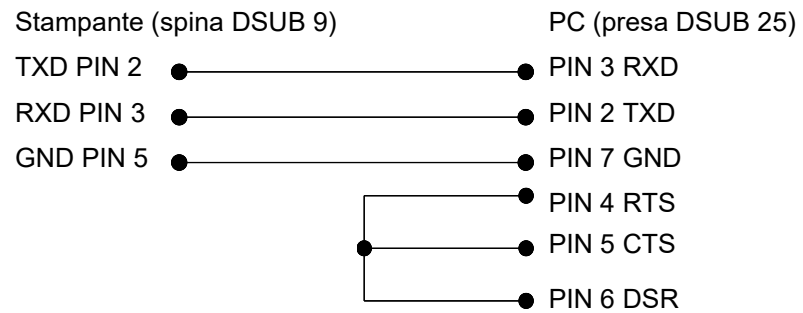 Stampante (spina DSUB 9) PC (presa DSUB 25)
TXD PIN 2 PIN 3 RXD
RXD PIN 3 PIN 2 TXD
GND PIN 5 PIN 7 GND
PIN 4 RTS
PIN 5 CTS
PIN 6 DSR